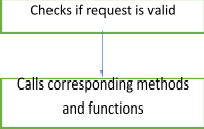 Checks if request is valid
Calls corresponding methods
and functions